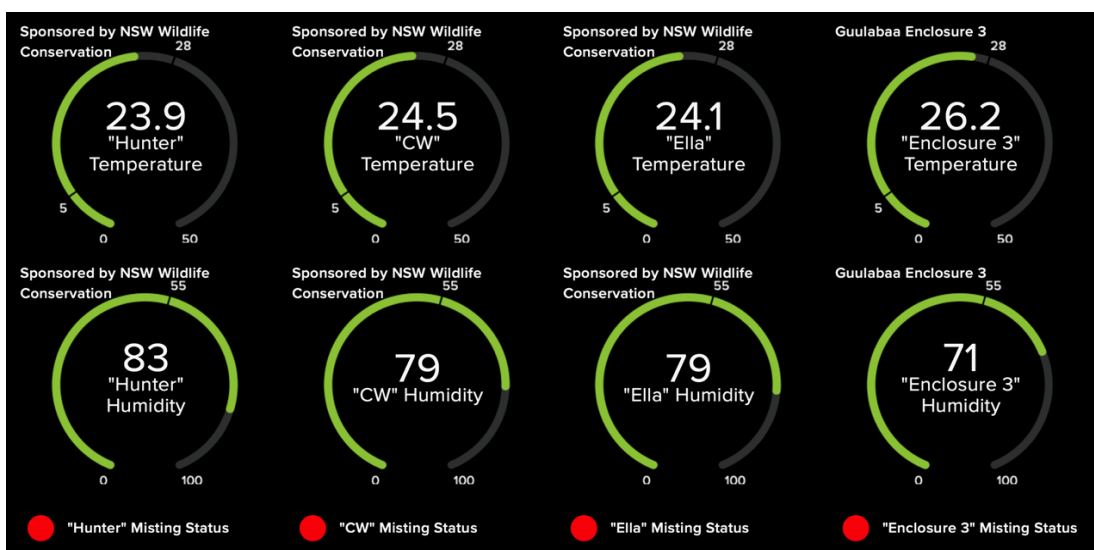 Sponsored by NSW Wildlife
Conservation
28
23.9
"Hunter"
Temperature
5
0
50
Sponsored by NSW Wildlife
Conservation
28
24.5
"CW"
Temperature
5
0
50
Sponsored by NSW Wildlife
Conservation
28
24.1
"Ella"
Temperature
5
0
50
Guulabaa Enclosure 3
28
26.2
"Enclosure 3"
Temperature
5
0
50
Sponsored by NSW Wildlife
Conservation
55
83
"Hunter"
Humidity
0
100
Sponsored by NSW Wildlife
Conservation
55
79
"CW" Humidity
0
100
Sponsored by NSW Wildlife
Conservation
55
79
"Ella" Humidity
0
100
Guulabaa Enclosure 3
55
71
"Enclosure 3"
Humidity
0
100
"Hunter" Misting Status
"CW" Misting Status
"Ella" Misting Status
"Enclosure 3" Misting Status